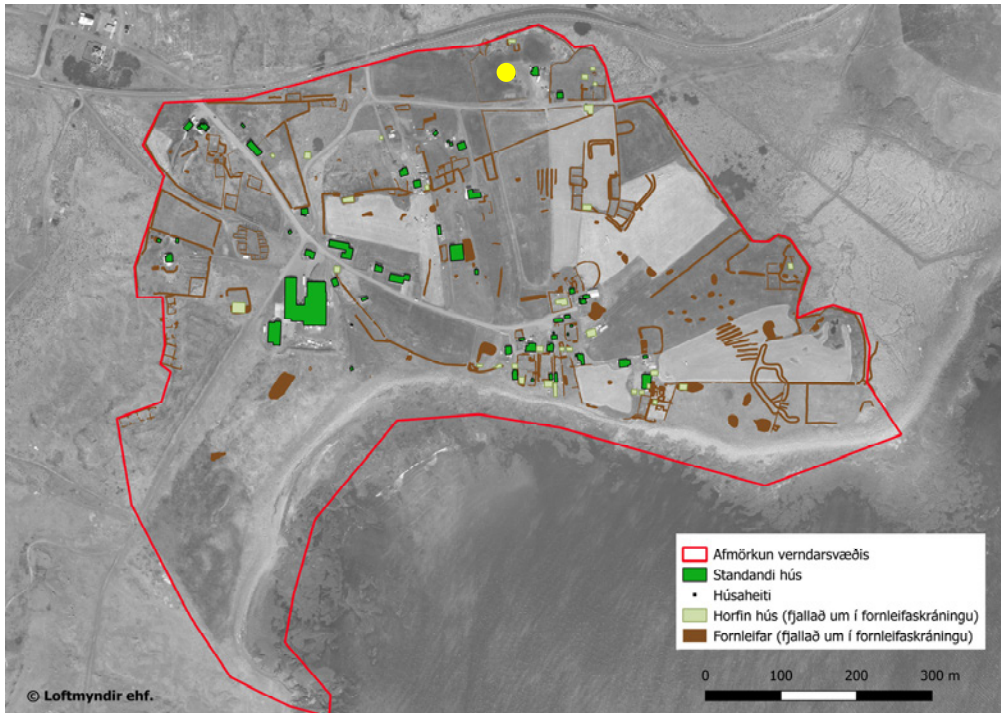 Afmörkun verndarsvæðis
Standandi hús
Húsaheiti
Horfin hús (fjallað um í fornleifaskráningu)
Fornleifar (fjallað um í fornleifaskráningu)
0 100 200 300 m
© Loftmyndir ehf.